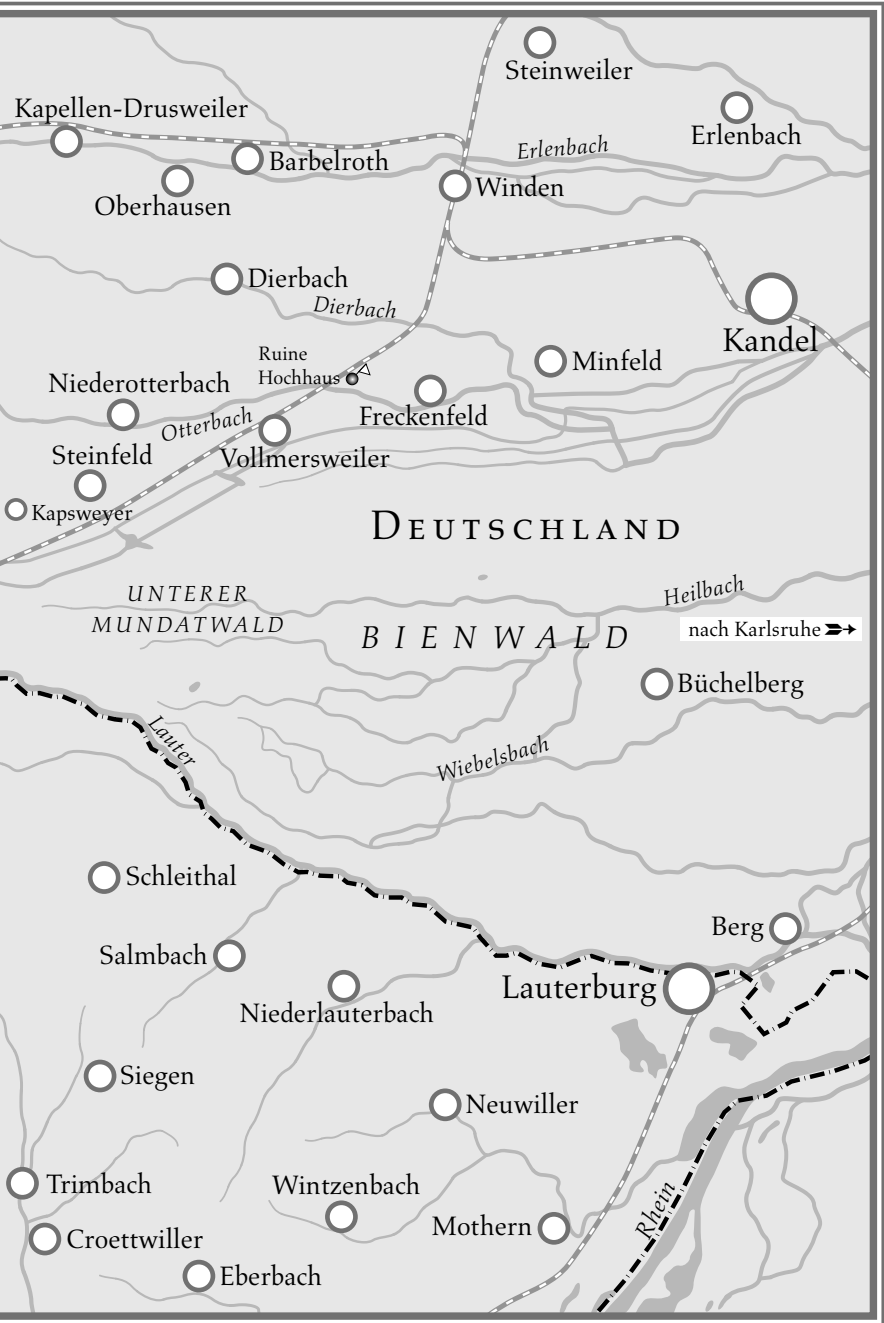 Steinweiler
Kapellen-Drusweiler
Erlenbach
Erlenbach
Barbelroth
Winden
Oberhausen
Dierbach
Dierbach
Kandel
Ruine
Hochhaus
Minfeld
Niederotterbach
Freckenfeld
Otterbach
Steinfeld
Vollmersweiler
Kapsweyer
DEUTSCHLAND
Heilbach
UNTERER
MUNDATWALD
BIENWALD
nach Karlsruhe
Büchelberg
Lauter
Wiebelsbach
Schleithal
Berg
Salmbach
Lauterburg
Niederlauterbach
Siegen
Neuwiller
Trimbach
Wintzenbach
Rhein
Mothern
Croettwiller
Eberbach